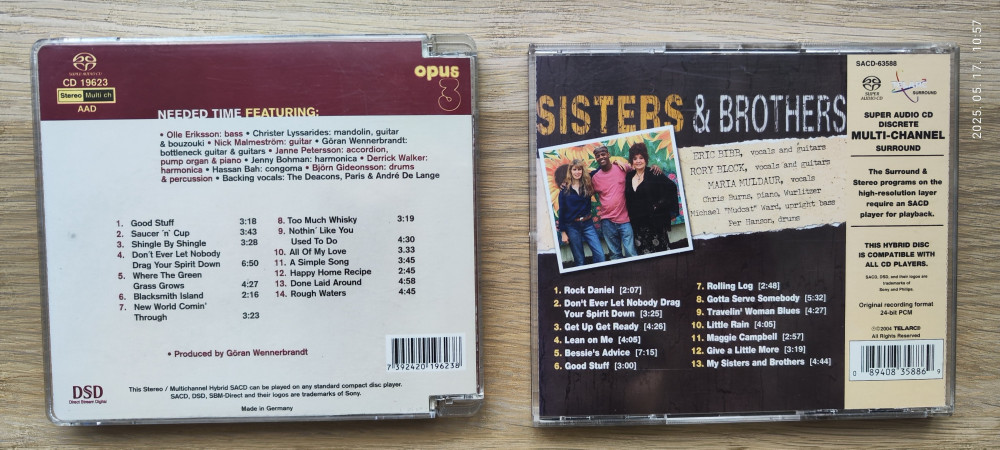 SUPER AUDIO CD
CD 19623
Stereo Multi ch
AAD
opus
3
NEEDED TIME FEATURING:
• Olle Eriksson: bass • Christer Lyssarides: mandolin, guitar
& bouzouki • Nick Malmeström: guitar • Göran Wennerbrandt:
bottleneck guitar & guitars • Janne Petersson: accordion,
pump organ & piano • Jenny Bohman: harmonica • Derrick Walker:
harmonica • Hassan Bah: congoma • Björn Gideonsson: drums
& percussion • Backing vocals: The Deacons, Paris & André De Lange
1. Good Stuff 3:18
2. Saucer ´n´ Cup 3:43
3. Shingle By Shingle 3:28
4. Don´t Ever Let Nobody
Drag Your Spirit Down 6:50
5. Where The Green
Grass Grows 4:27
6. Blacksmith Island 2:16
7. New World Comin'
Through 3:23
8. Too Much Whisky 3:19
9. Nothin´ Like You
Used To Do 4:30
10. All Of My Love 3.33
11. A Simple Song 3:45
12. Happy Home Recipe 2:45
13. Done Laid Around 4:58
14. Rough Waters 4:45
• Produced by Göran Wennerbrandt
7 392420 196238
DSD
Direct Stream Digital
This Stereo / Multichannel Hybrid SACD can be played on any standard compact disc player.
SACD, DSD, SBM-Direct and their logos are trademarks of Sony.
Made in Germany
SISTERS & BROTHERS
ERIC BIBB, vocals and guitars
RORY BLOCK, vocals and guitars
MARIA MULDAUR, vocals
Chris Burns, piano, Wurlitzer
Michael "Mudcat" Ward, upright bass
Per Hanson, drums
1. Rock Daniel [2:07]
2. Don't Ever Let Nobody Drag
Your Spirit Down [3:25]
3. Get Up Get Ready [4:26]
4. Lean on Me [4:08]
5. Bessie's Advice [7:15]
6. Good Stuff [3:00]
7. Rolling Log [2:48]
8. Gotta Serve Somebody [5:32]
9. Travelin' Woman Blues [4:27]
10. Little Rain [4:05]
11. Maggie Campbell [2:57]
12. Give a Little More [3:19]
13. My Sisters and Brothers [4:44]
SACD-63588
SUPER
AUDIO CD
SURROUND
SUPER AUDIO CD
DISCRETE
MULTI-CHANNEL
SURROUND
The Surround &
Stereo programs on the
high-resolution layer
require an SACD
player for playback.
THIS HYBRID DISC
IS COMPATIBLE WITH
ALL CD PLAYERS.
SACD, DSD, and their logos are
trademarks of
Sony and Philips.
Original recording format
24-bit PCM
℗©2004 TELARC®
All Rights Reserved
0 89408 35886 9
2025.05.17 10:57